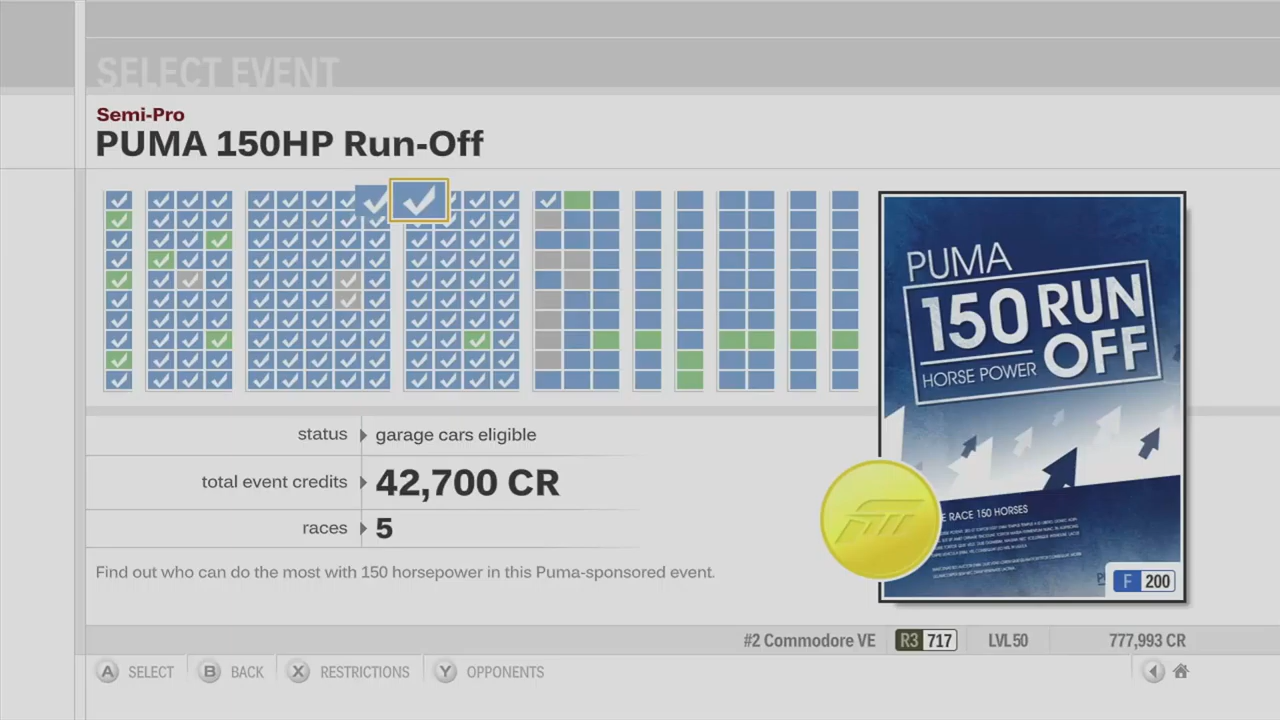 SELECT EVENT
Semi-Pro
PUMA 150HP Run-Off
PUMA
150 RUN
HORSE POWER OFF
E RACE 150 HORSES
F 200
status garage cars eligible
total event credits 42,700 CR
races 5
Find out who can do the most with 150 horsepower in this Puma-sponsored event.
#2 Commodore VE R3 717 LVL50 777,993 CR
A SELECT B BACK X RESTRICTIONS Y OPPONENTS